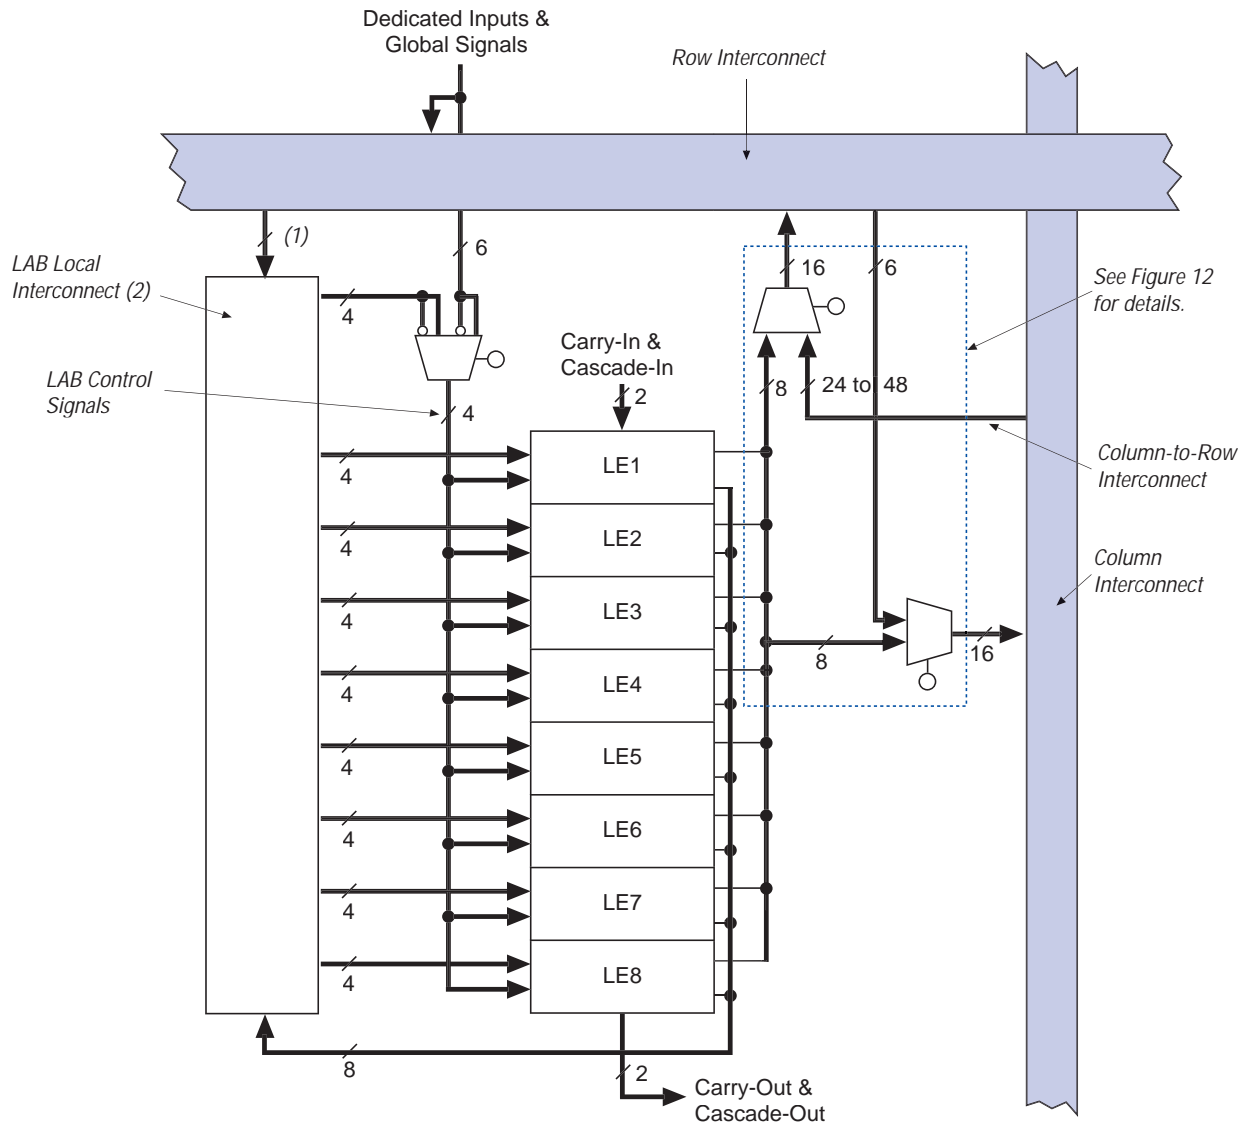 Dedicated Inputs &
Global Signals
Row Interconnect
(1)
6
16
6
LAB Local
Interconnect (2)
See Figure 12
for details.
4
Carry-In &
Cascade-In
LAB Control
Signals
4
2
8
24 to 48
Column-to-Row
Interconnect
4
LE1
4
LE2
Column
Interconnect
4
LE3
8
16
4
LE4
4
LE5
4
LE6
4
LE7
4
LE8
8
2
Carry-Out &
Cascade-Out